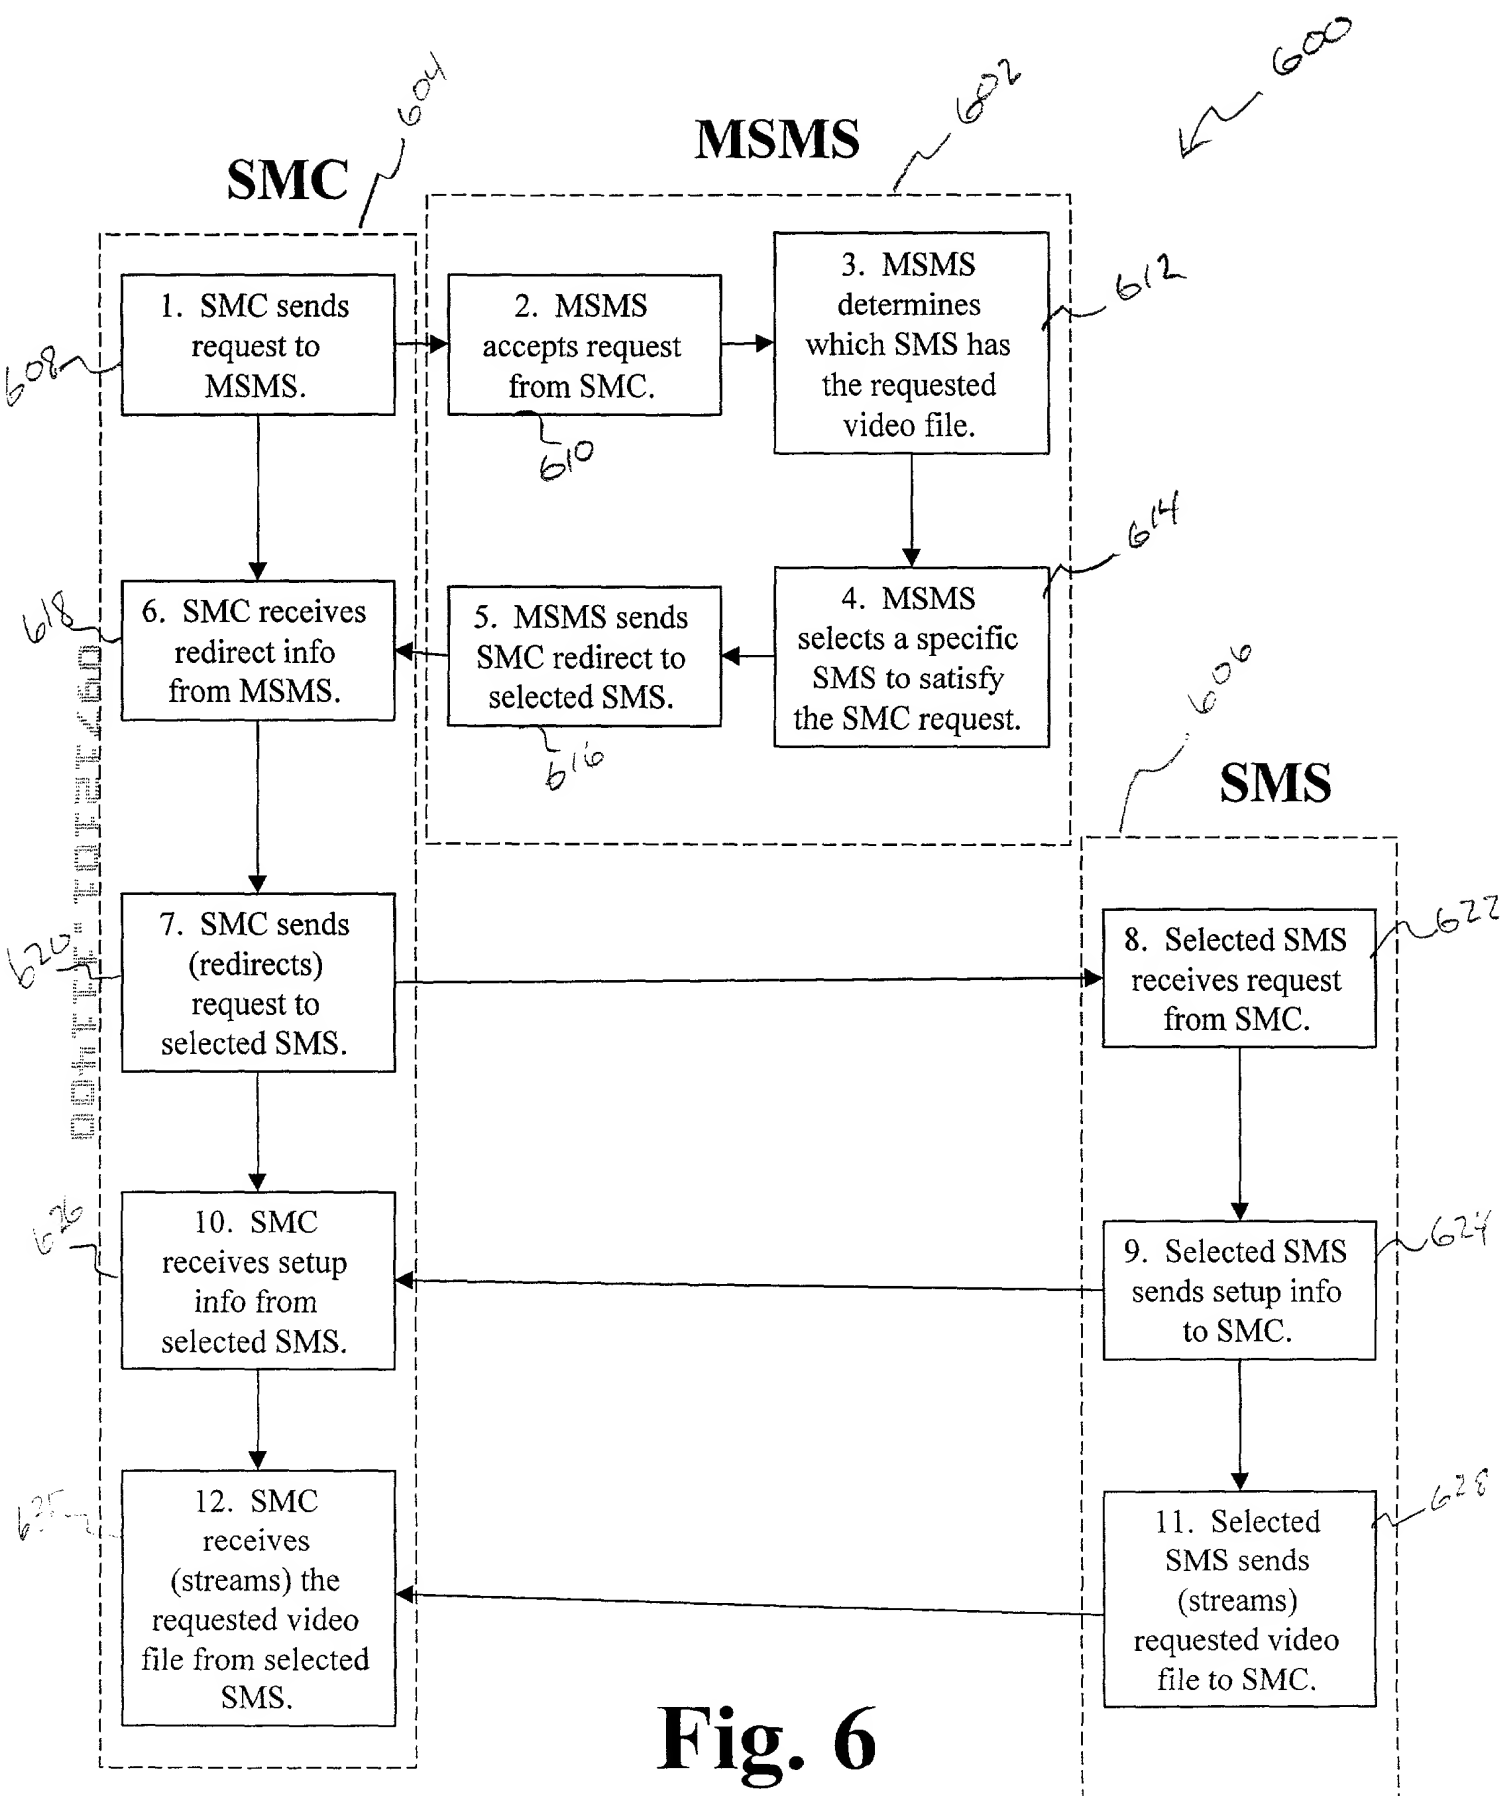 600
604
602
MSMS
SMC
1. SMC sends
request to
MSMS.
608
2. MSMS
accepts request
from SMC.
610
3. MSMS
determines
which SMS has
the requested
video file.
612
614
6. SMC receives
redirect info
from MSMS.
618
5. MSMS sends
SMC redirect to
selected SMS.
616
4. MSMS
selects a specific
SMS to satisfy
the SMC request.
606
SMS
7. SMC sends
(redirects)
request to
selected SMS.
620
8. Selected SMS
receives request
from SMC.
622
10. SMC
receives setup
info from
selected SMS.
626
9. Selected SMS
sends setup info
to SMC.
624
12. SMC
receives
(streams) the
requested video
file from selected
SMS.
11. Selected
SMS sends
(streams)
requested video
file to SMC.
628
Fig. 6